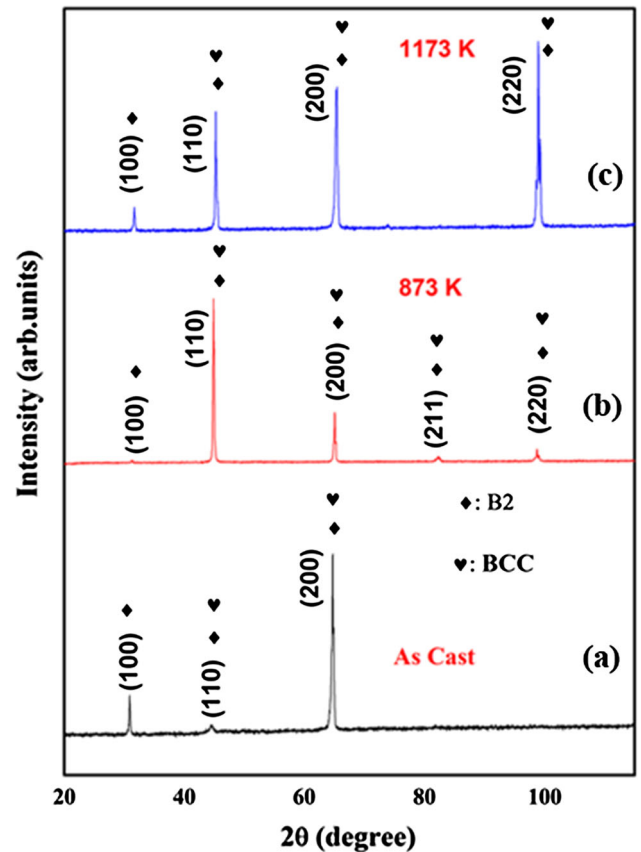 1173 K
♦ (100)
♥ ♦ (110)
♥ ♦ (200)
♥ ♦ (220)
(c)
873 K
♦ (100)
♥ ♦ (110)
♥ ♦ (200)
♥ ♦ (211)
♥ ♦ (220)
(b)
♦: B2
♥: BCC
♦ (100)
♥ ♦ (110)
♥ ♦ (200)
As Cast
(a)
Intensity (arb.units)
20 40 60 80 100
2θ (degree)